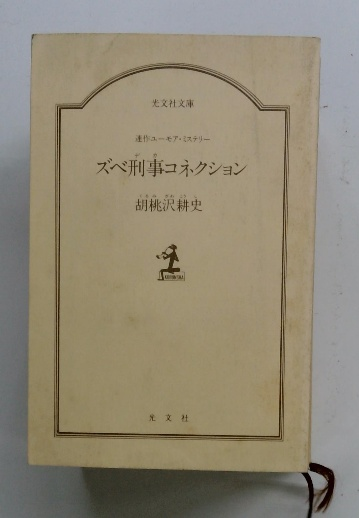 光文社文庫
連作ユーモア・ミステリー
ズベ刑事コネクション
胡桃沢耕史
光文社